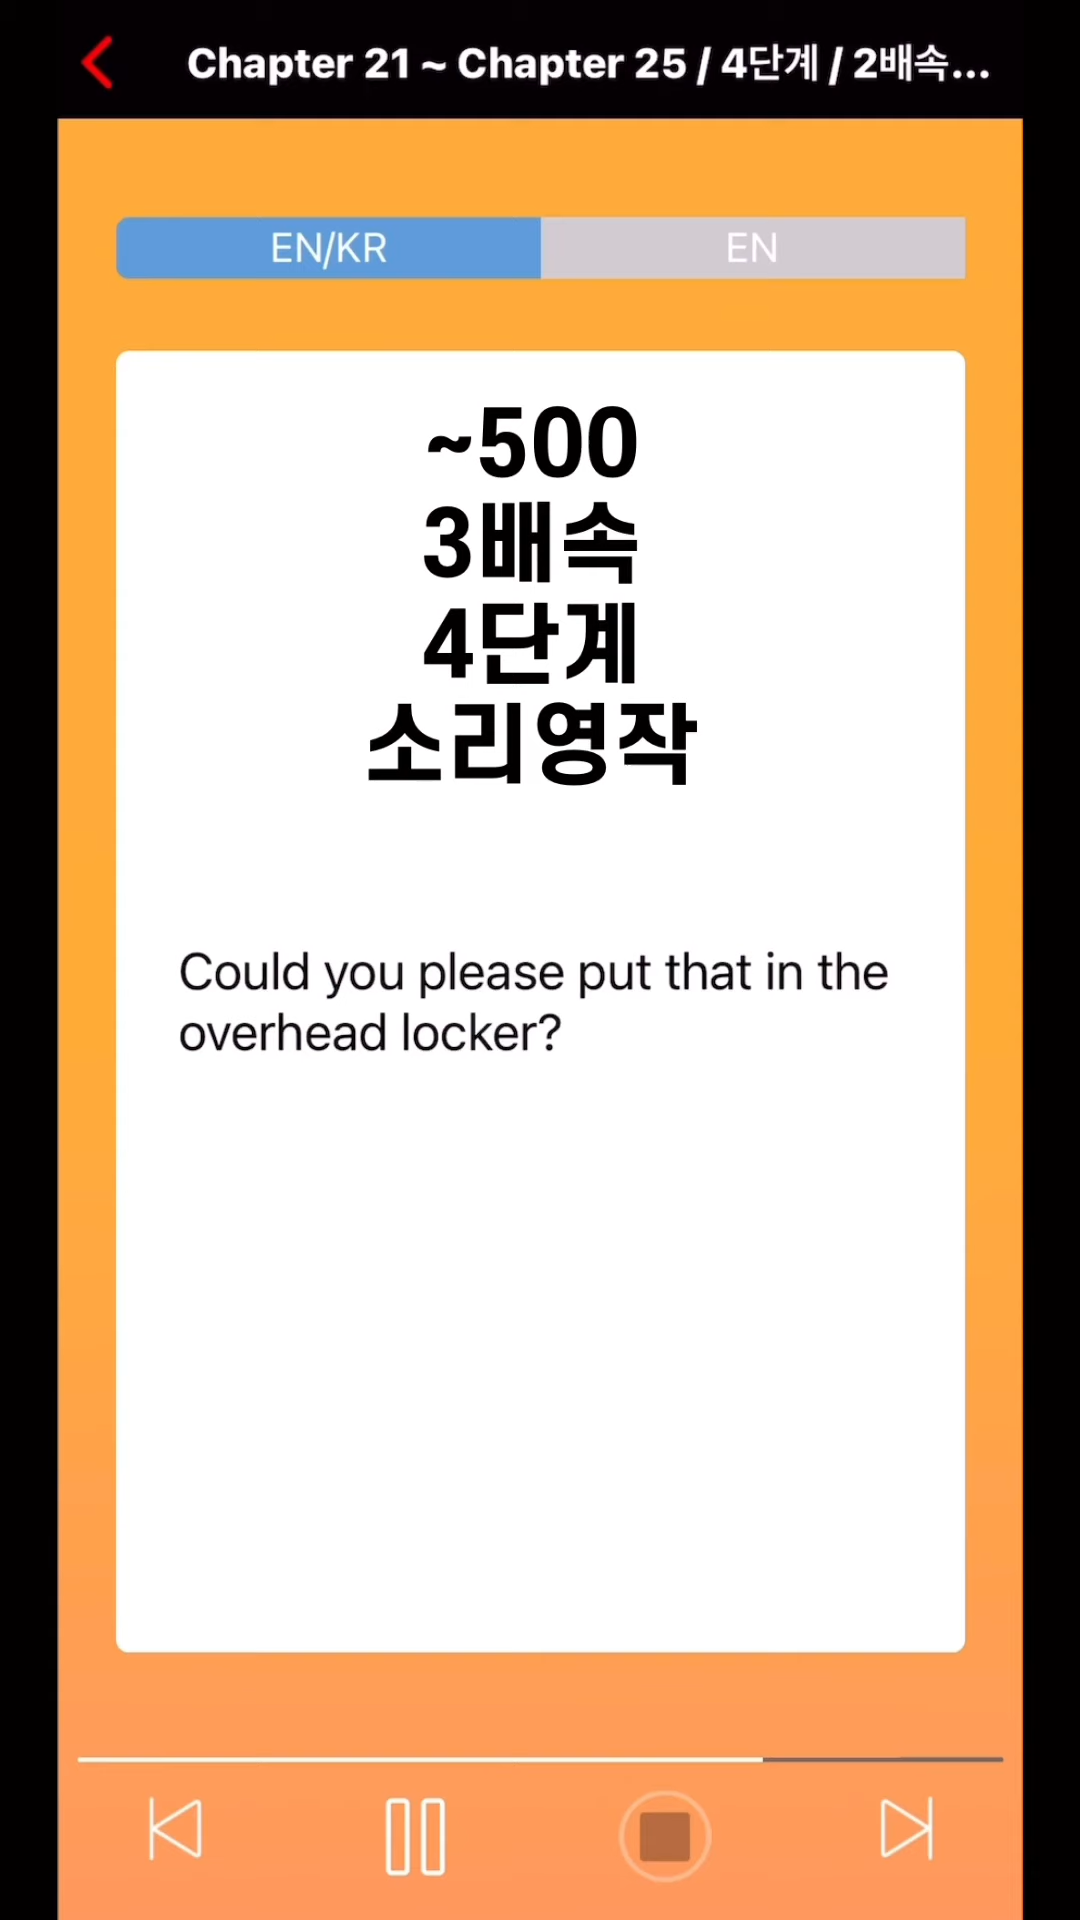 Chapter 21 ~ Chapter 25 / 4단계 / 2배속...
EN/KR
EN
~500
3배속
4단계
소리영작
Could you please put that in the
overhead locker?